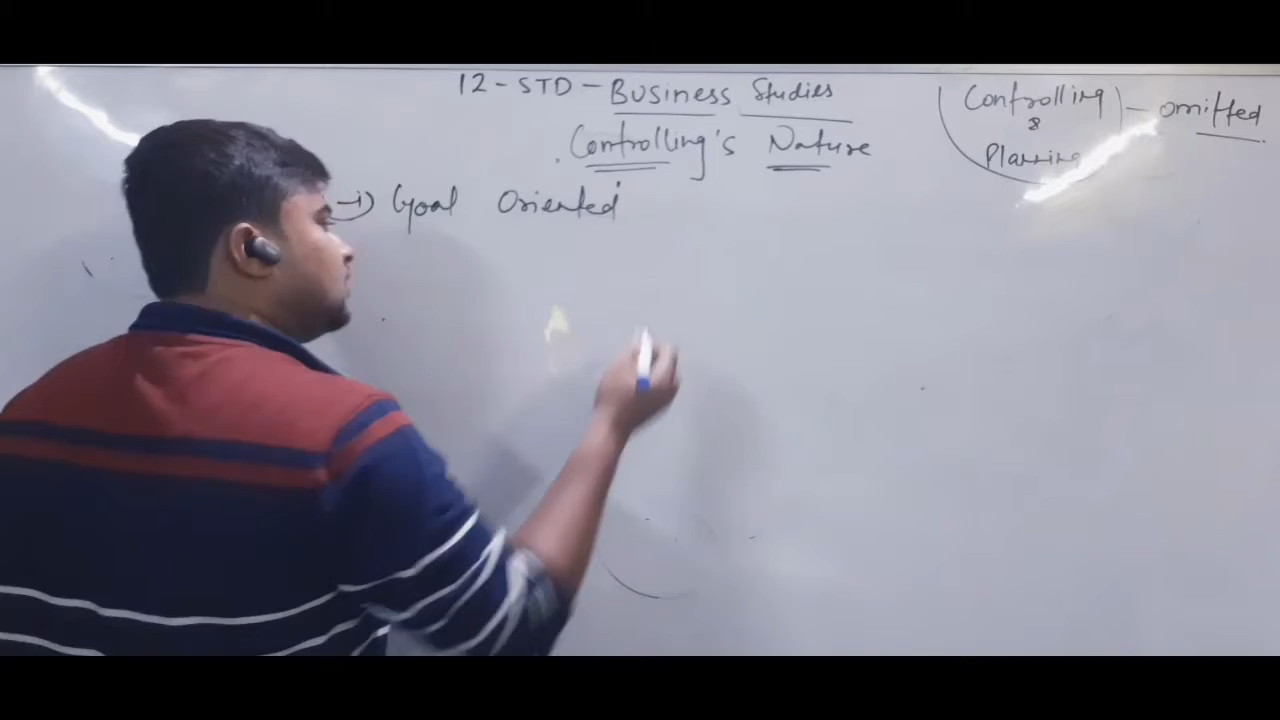 12 - STD - Business Studies
Controlling's Nature
i) Goal Oriented
Controlling
&
Planning
- omitted